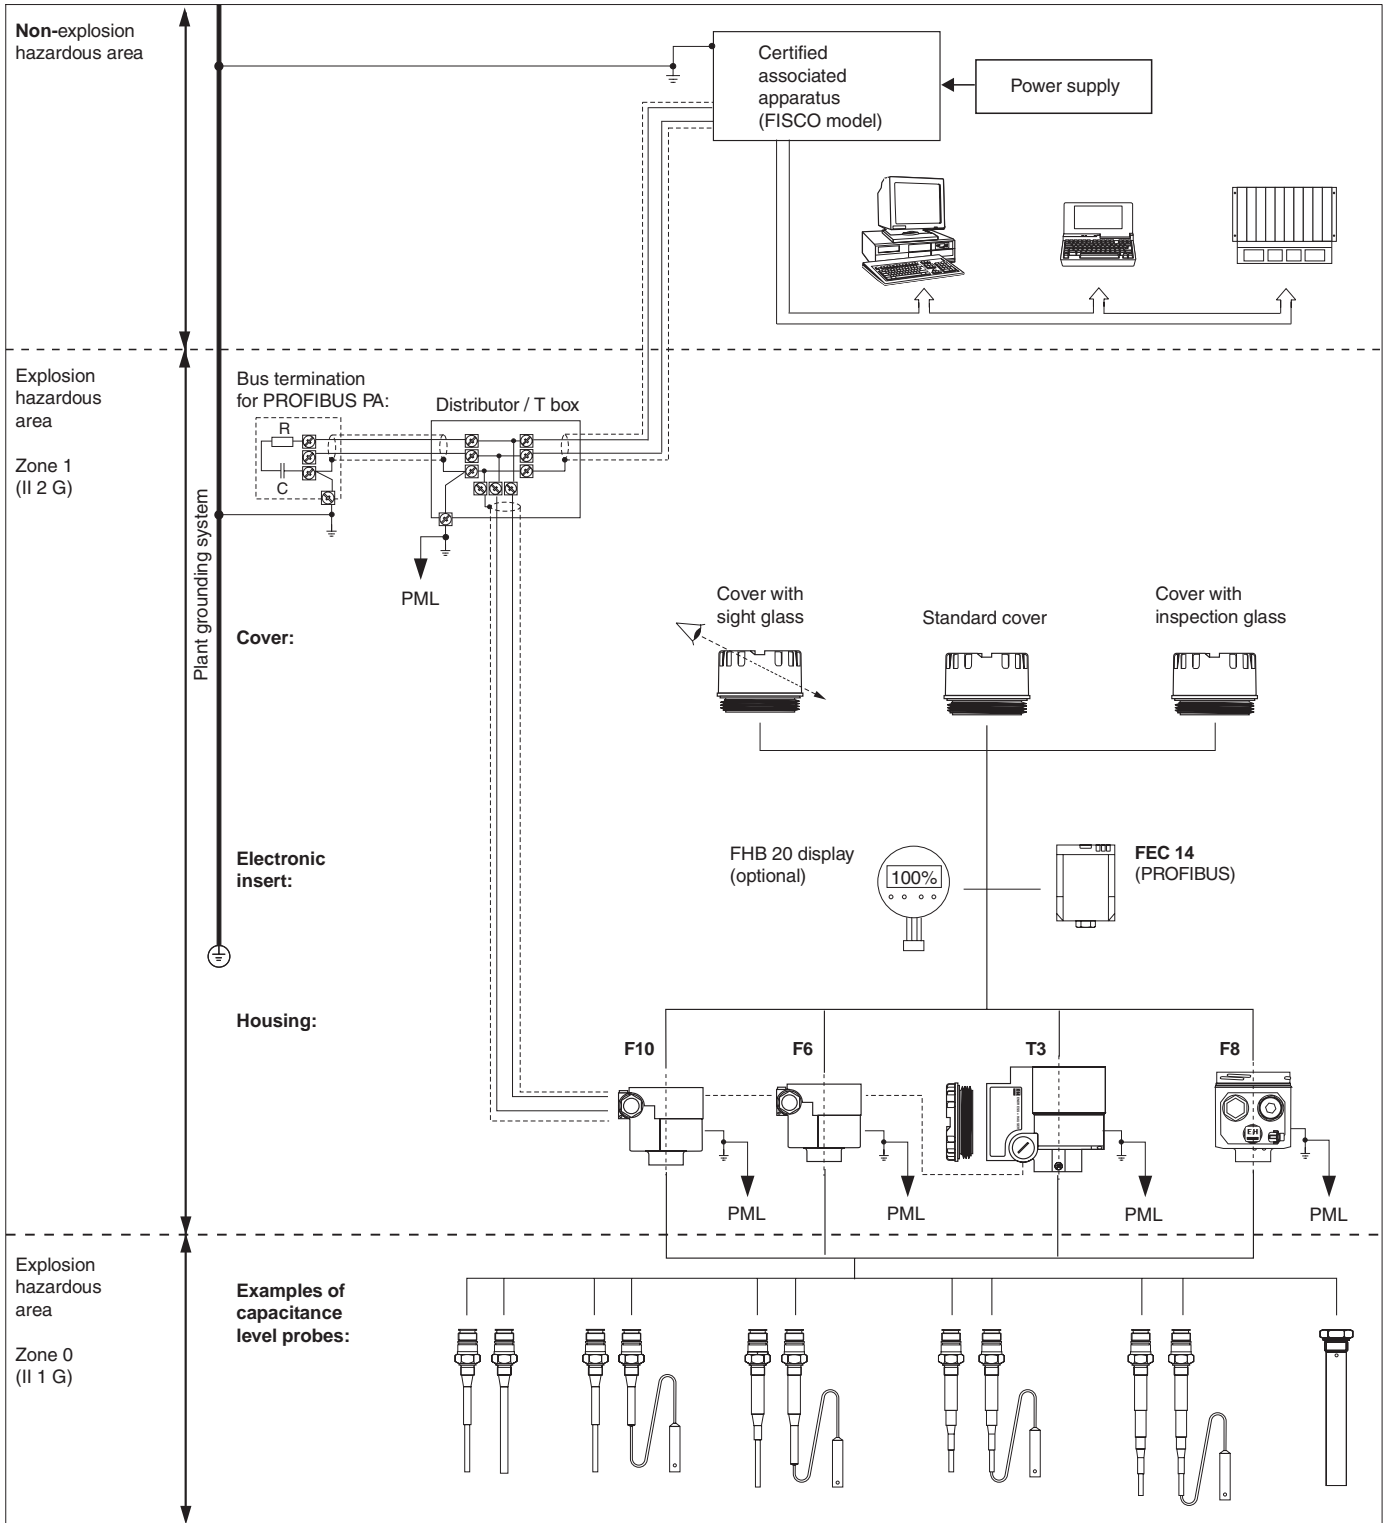 Non-explosion
hazardous area
Certified
associated
apparatus
(FISCO model)
Power supply
Explosion
hazardous
area
Zone 1
(II 2 G)
Bus termination
for PROFIBUS PA:
R
C
Distributor / T box
PML
Plant grounding system
Cover:
Cover with
sight glass
Standard cover
Cover with
inspection glass
Electronic
insert:
FHB 20 display
(optional)
100%
FEC 14
(PROFIBUS)
Housing:
F10
F6
T3
F8
EH
PML
PML
PML
PML
Explosion
hazardous
area
Zone 0
(II 1 G)
Examples of
capacitance
level probes: